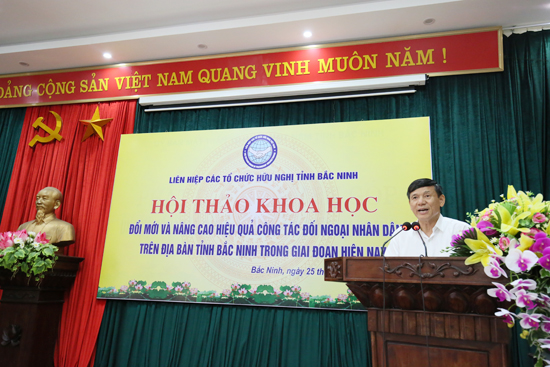 ĐẢNG CỘNG SẢN VIỆT NAM QUANG VINH MUÔN NĂM!
LIÊN HIỆP CÁC TỔ CHỨC HỮU NGHỊ TỈNH BẮC NINH
HỘI THẢO KHOA HỌC
ĐỔI MỚI VÀ NÂNG CAO HIỆU QUẢ CÔNG TÁC ĐỐI NGOẠI NHÂN DÂN
TRÊN ĐỊA BÀN TỈNH BẮC NINH TRONG GIAI ĐOẠN HIỆN NAY
Bắc Ninh, ngày 25